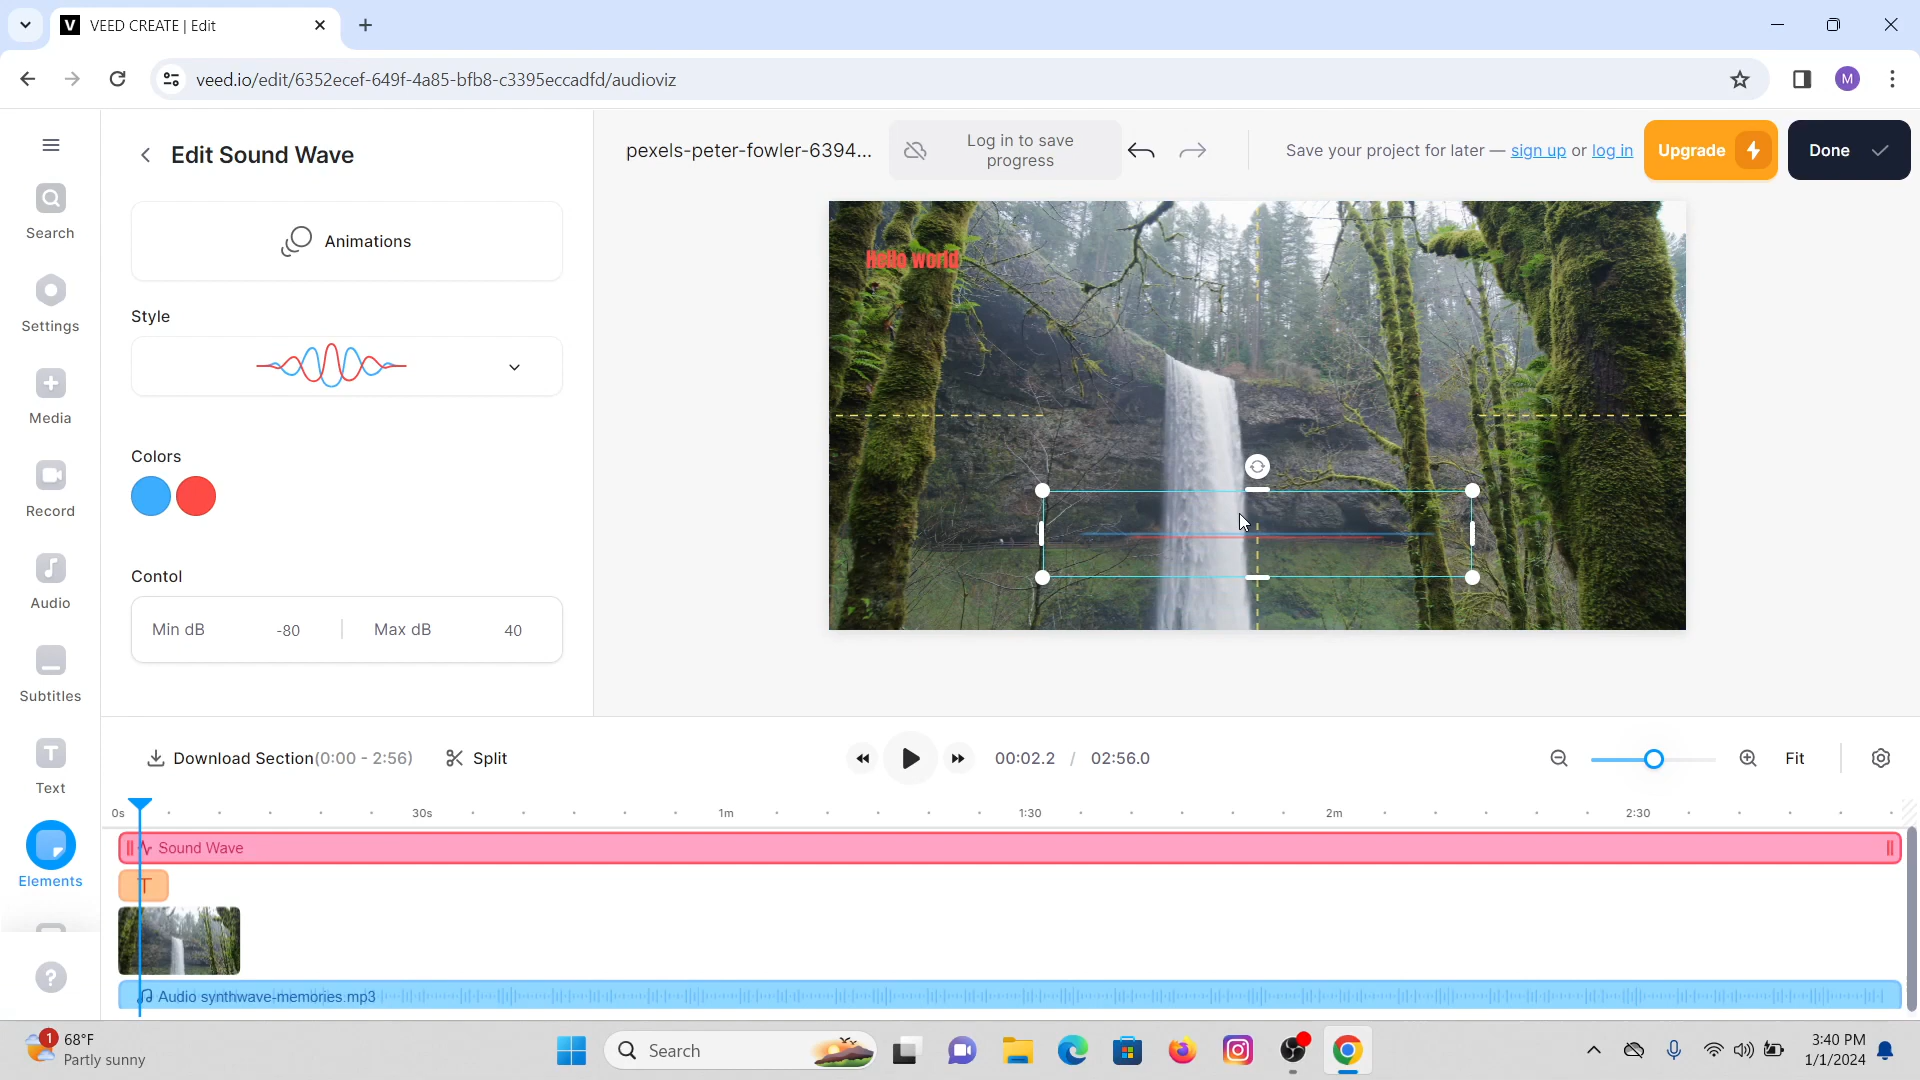 VEED CREATE | Edit
veed.io/edit/6352ecef-649f-4a85-bfb8-c3395eccadfd/audioviz
M
Edit Sound Wave
pexels-peter-fowler-6394...
Log in to save
progress
Save your project for later — sign up or log in
Upgrade
Done
Search
Settings
Media
Record
Audio
Subtitles
Text
Elements
Animations
Style
Colors
Contol
Min dB -80 Max dB 40
Hello world
Download Section(0:00 - 2:56)
Split
00:02.2 / 02:56.0
Fit
0s 30s 1m 1:30 2m 2:30
Sound Wave
T
Audio synthwave-memories.mp3
1
68°F
Partly sunny
Search
3:40 PM
1/1/2024